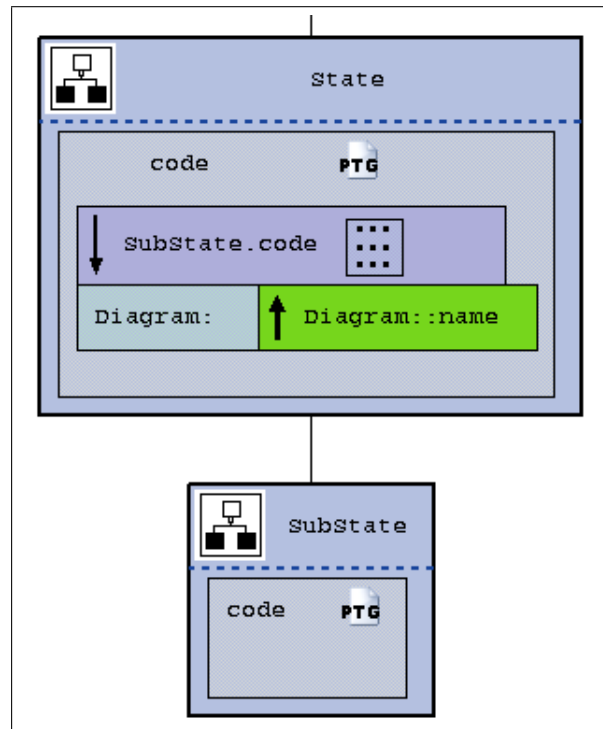 State
code PTG
SubState.code
Diagram: Diagram::name
SubState
code PTG